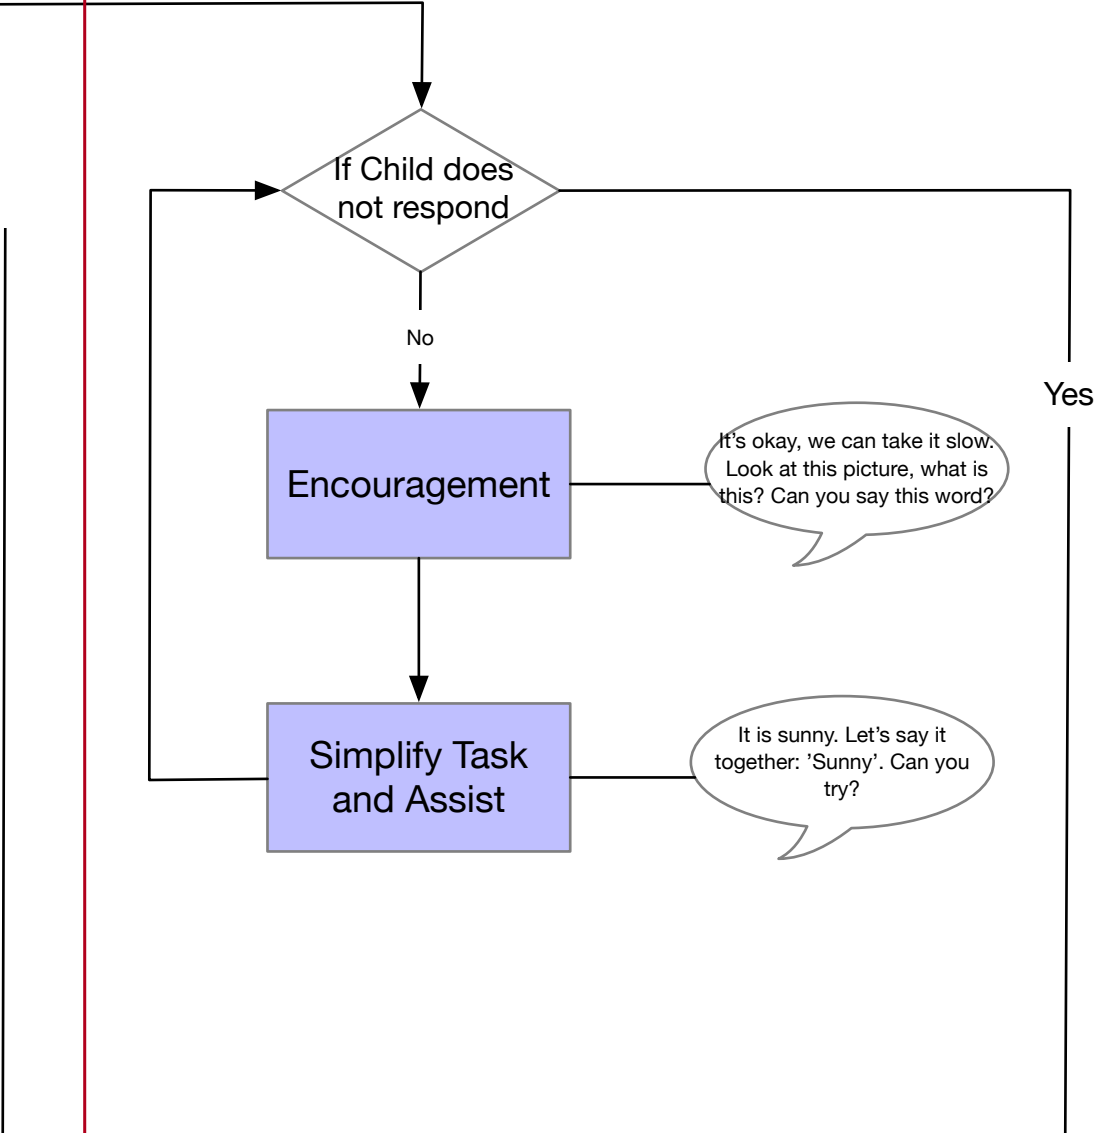 If Child does
not respond
No
Yes
Encouragement
It’s okay, we can take it slow.
Look at this picture, what is
this? Can you say this word?
Simplify Task
and Assist
It is sunny. Let’s say it
together: ’Sunny’. Can you
try?